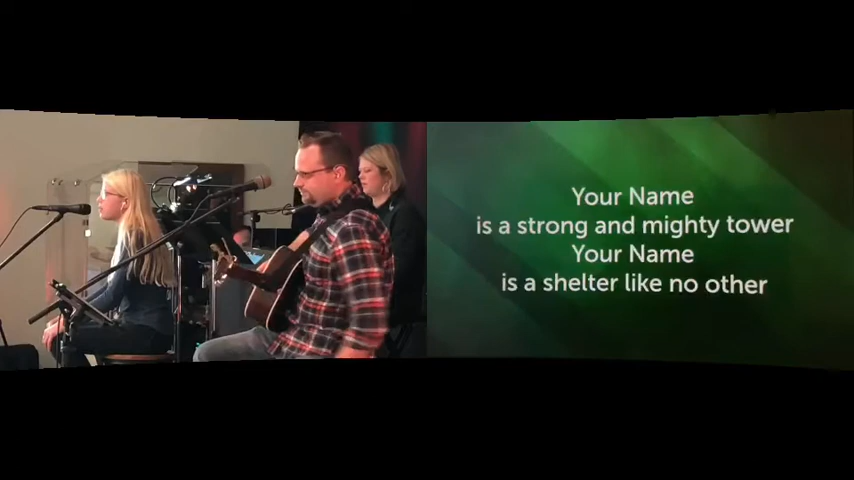 Your Name
is a strong and mighty tower
Your Name
is a shelter like no other